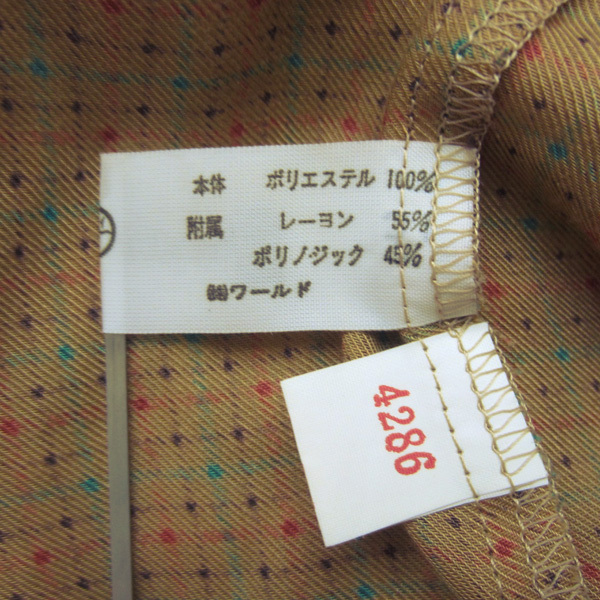 本体 ポリエステル 100%
附属 レーヨン 55%
ポリノジック 45%
㈱ワールド
4286